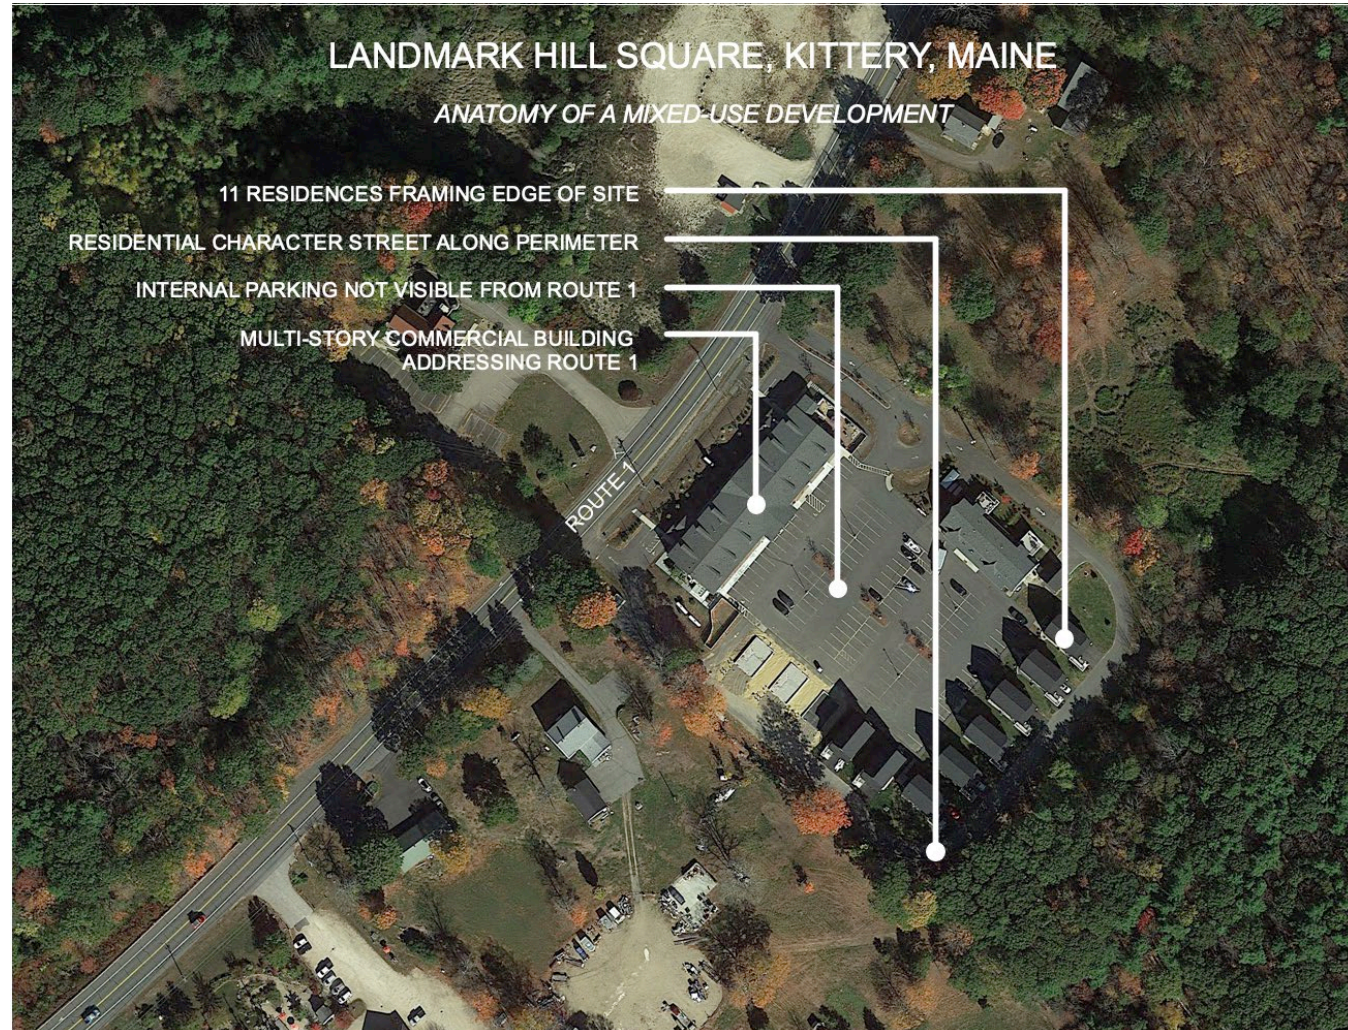 LANDMARK HILL SQUARE, KITTERY, MAINE
ANATOMY OF A MIXED-USE DEVELOPMENT
11 RESIDENCES FRAMING EDGE OF SITE
RESIDENTIAL CHARACTER STREET ALONG PERIMETER
INTERNAL PARKING NOT VISIBLE FROM ROUTE 1
MULTI-STORY COMMERCIAL BUILDING
ADDRESSING ROUTE 1
ROUTE 1